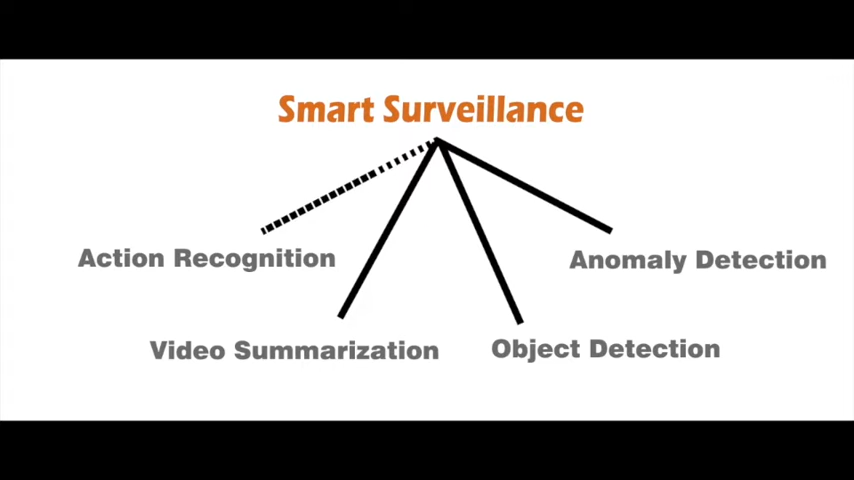 Smart Surveillance
Action Recognition
Anomaly Detection
Video Summarization
Object Detection